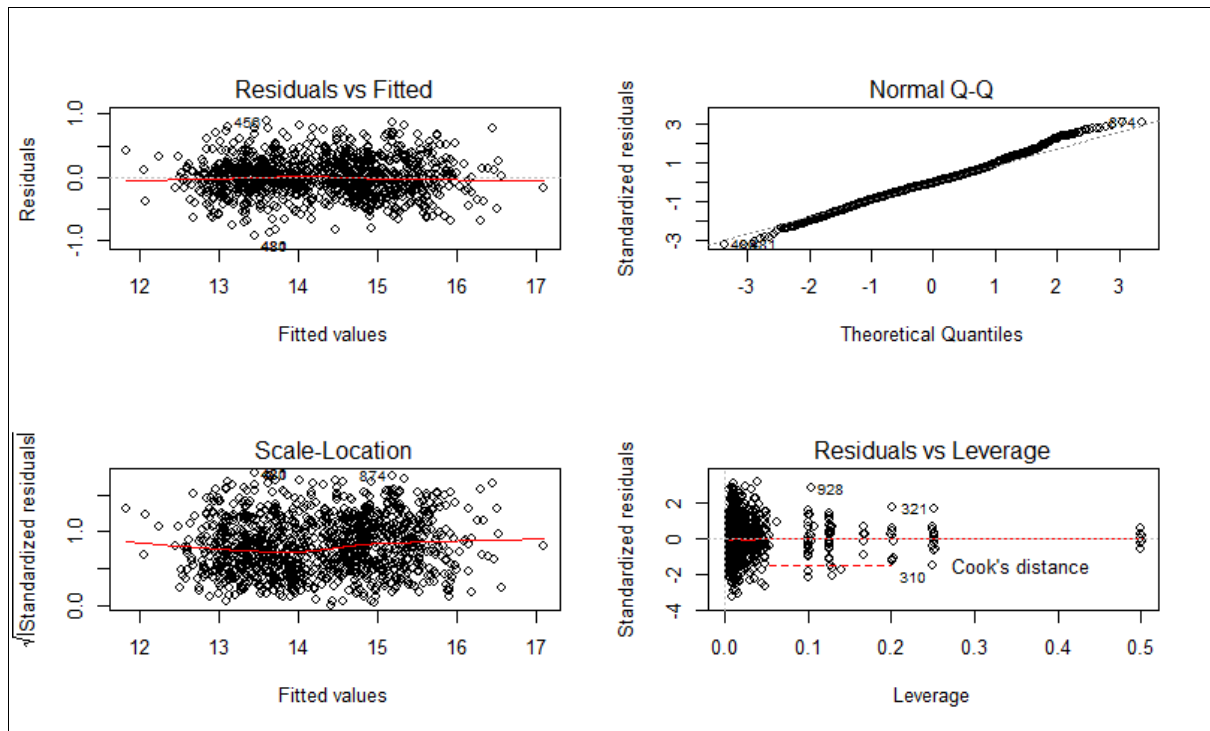 Residuals vs Fitted
Residuals
1.0
0.0
-1.0
456
480
12 13 14 15 16 17
Fitted values
Normal Q-Q
Standardized residuals
3
1
-1
-3
874
-3 -2 -1 0 1 2 3
Theoretical Quantiles
Scale-Location
√|Standardized residuals|
1.0
0.0
874
12 13 14 15 16 17
Fitted values
Residuals vs Leverage
Standardized residuals
2
0
-2
-4
928
321
310
Cook's distance
0.0 0.1 0.2 0.3 0.4 0.5
Leverage